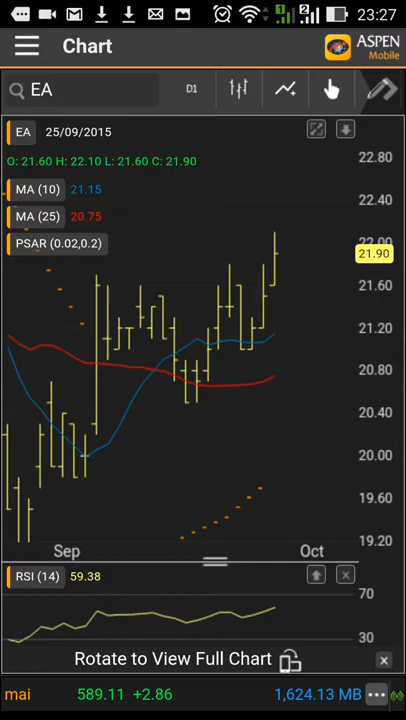 23:27
Chart
ASPEN
Mobile
EA
D1
EA 25/09/2015
O: 21.60 H: 22.10 L: 21.60 C: 21.90
MA (10) 21.15
MA (25) 20.75
PSAR (0.02,0.2)
22.80
22.40
22.00
21.90
21.60
21.20
20.80
20.40
20.00
19.60
19.20
Sep Oct
RSI (14) 59.38
70
30
Rotate to View Full Chart
mai 589.11 +2.86 1,624.13 MB